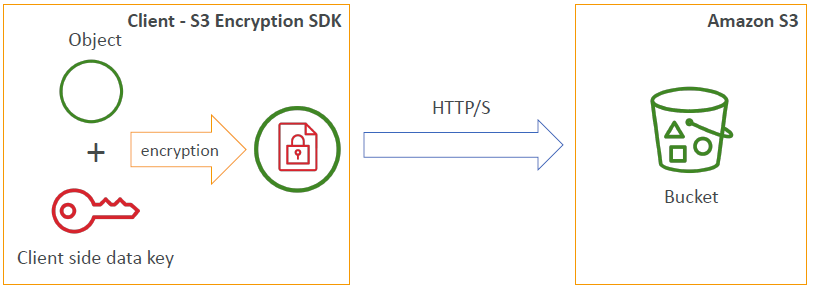 Client - S3 Encryption SDK
Object
+
encryption
Client side data key
HTTP/S
Amazon S3
Bucket